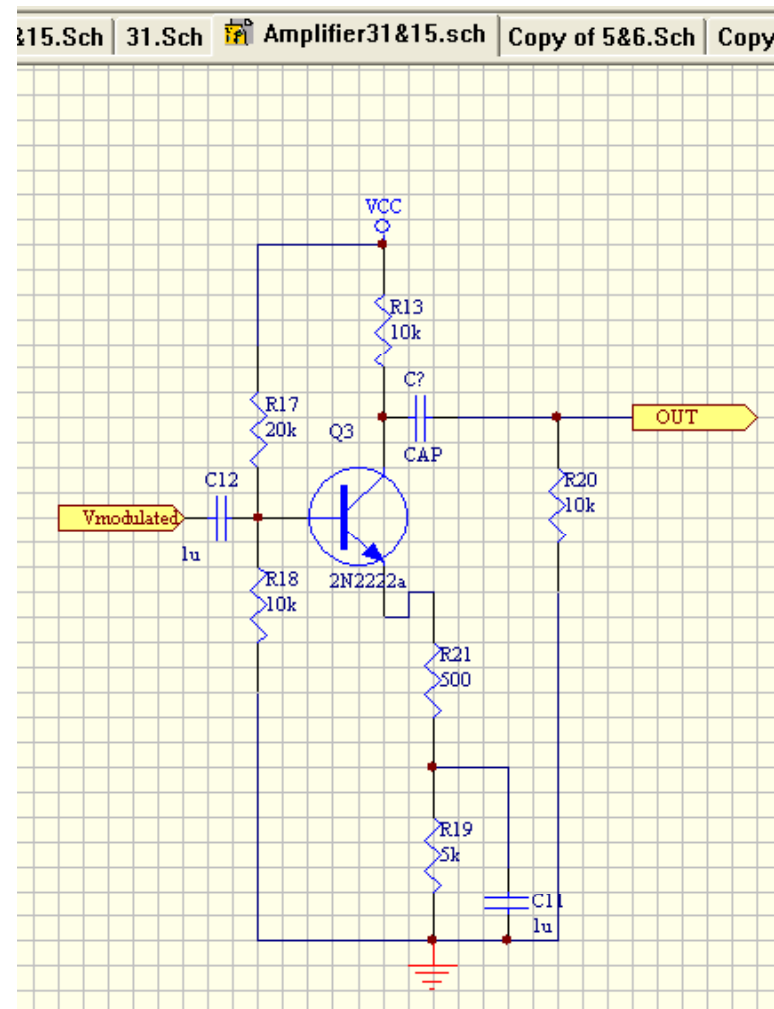 &15.Sch 31.Sch Amplifier31&15.sch Copy of 5&6.Sch Copy
VCC
R13
10k
C?
CAP
OUT
R17
20k
Q3
R20
10k
C12
Vmodulated
1u
2N2222a
R18
10k
R21
500
R19
5k
C11
1u